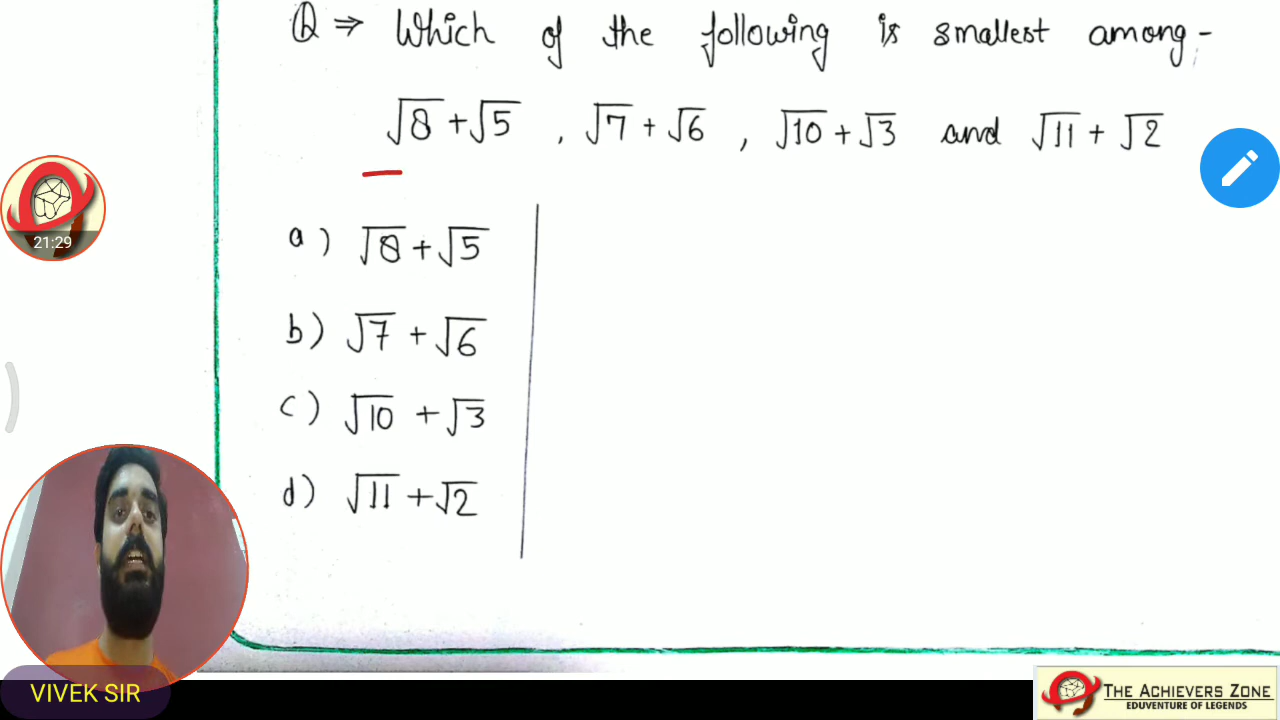 Q ⇒ Which of the following is smallest among-
√8 + √5 , √7 + √6 , √10 + √3 and √11 + √2
21:29
a) √8 + √5
b) √7 + √6
c) √10 + √3
d) √11 + √2
VIVEK SIR
THE ACHIEVERS ZONE
EDUVENTURE OF LEGENDS